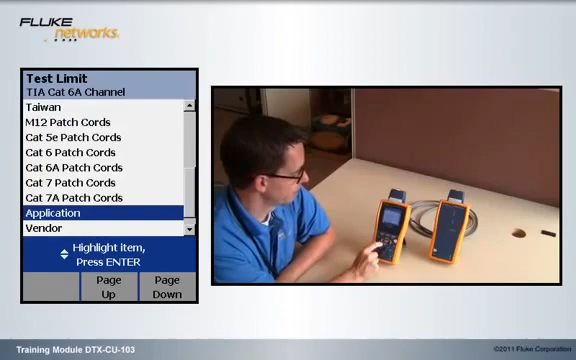 FLUKE
networks®
Test Limit
TIA Cat 6A Channel
Taiwan
M12 Patch Cords
Cat 5e Patch Cords
Cat 6 Patch Cords
Cat 6A Patch Cords
Cat 7 Patch Cords
Cat 7A Patch Cords
Application
Vendor
Highlight item,
Press ENTER
Page Up
Page Down
Training Module DTX-CU-103
©2011 Fluke Corporation